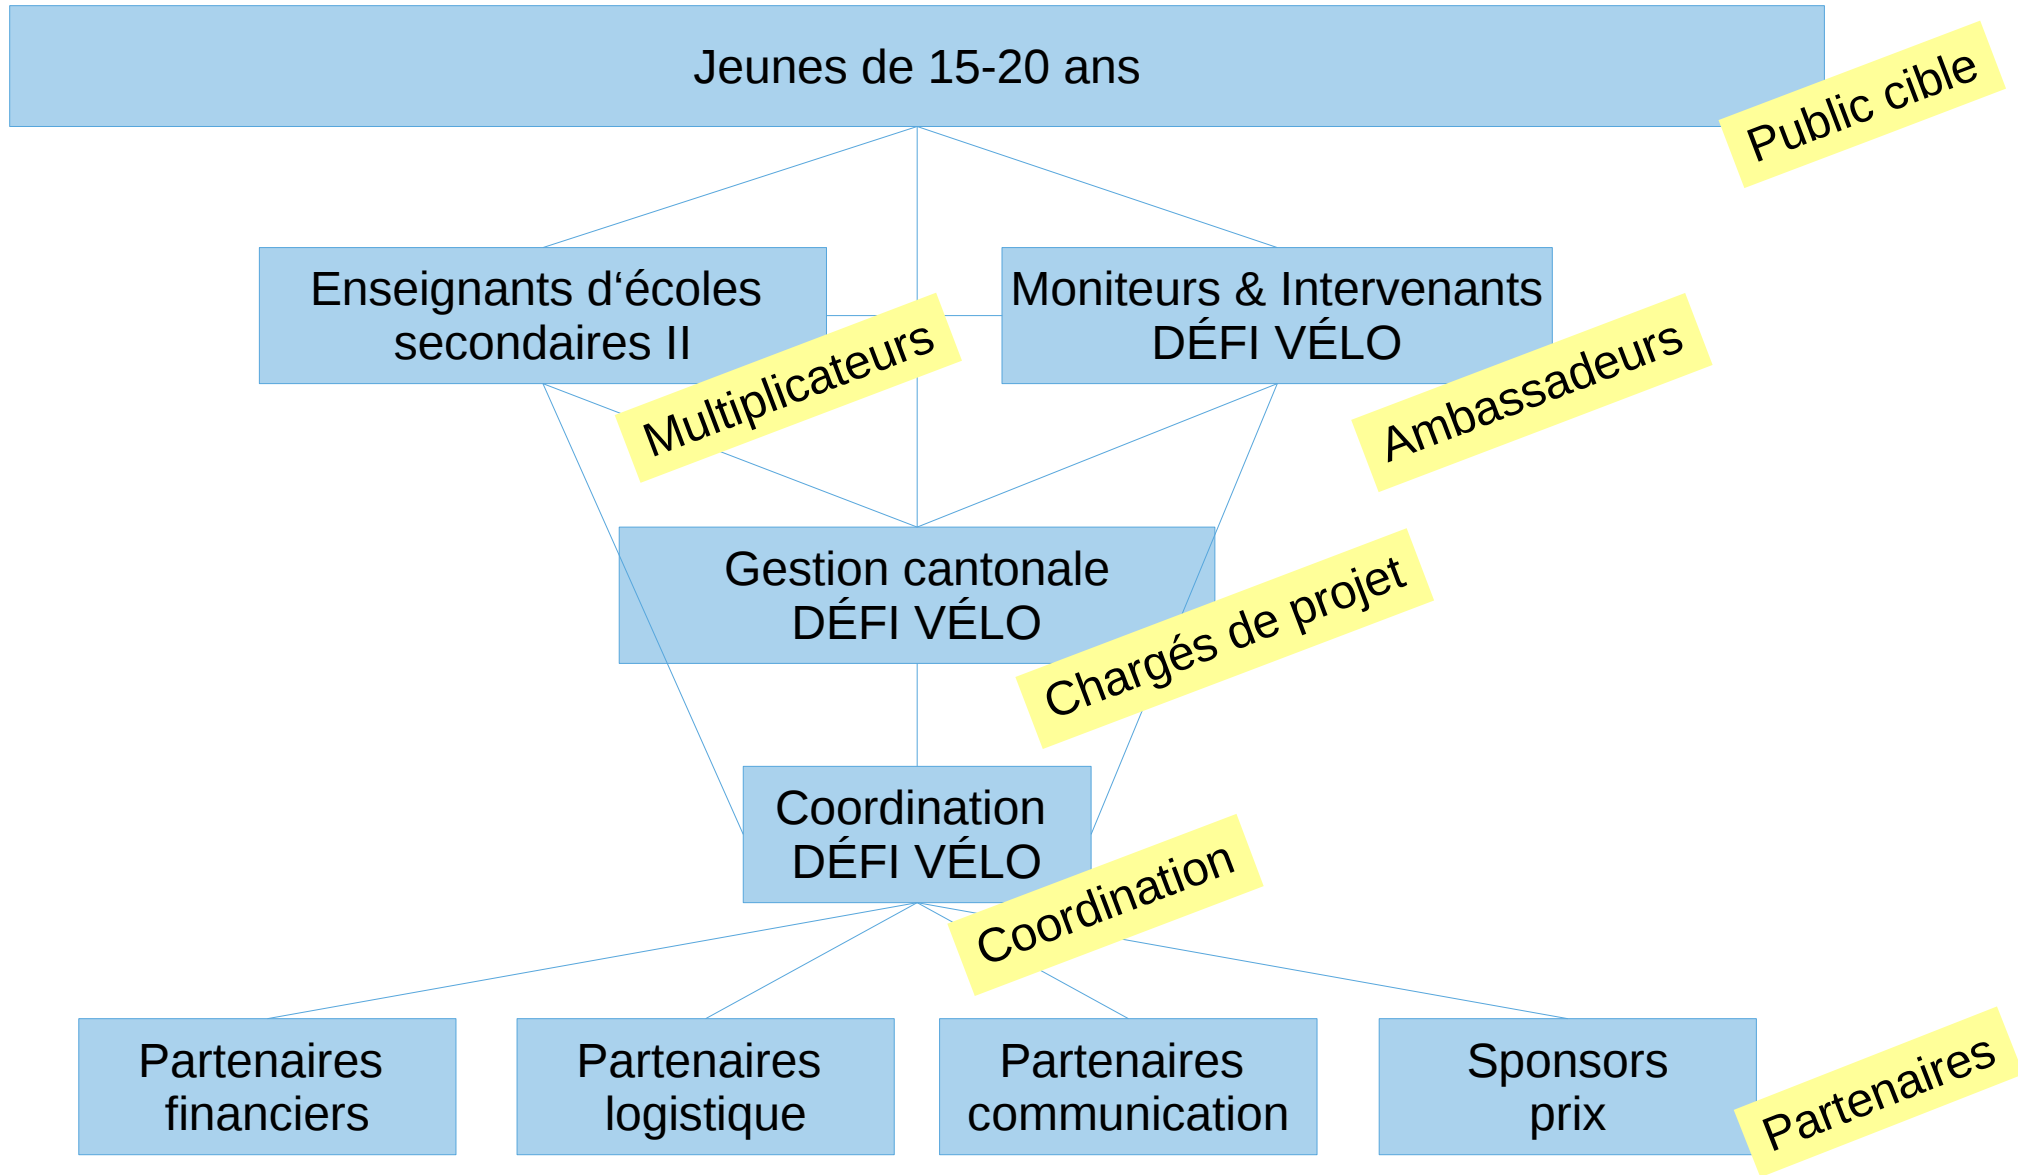 Jeunes de 15-20 ans
Public cible
Enseignants d‘écoles
secondaires II
Multiplicateurs
Moniteurs & Intervenants
DÉFI VÉLO
Ambassadeurs
Gestion cantonale
DÉFI VÉLO
Chargés de projet
Coordination
DÉFI VÉLO
Coordination
Partenaires
financiers
Partenaires
logistique
Partenaires
communication
Sponsors
prix
Partenaires